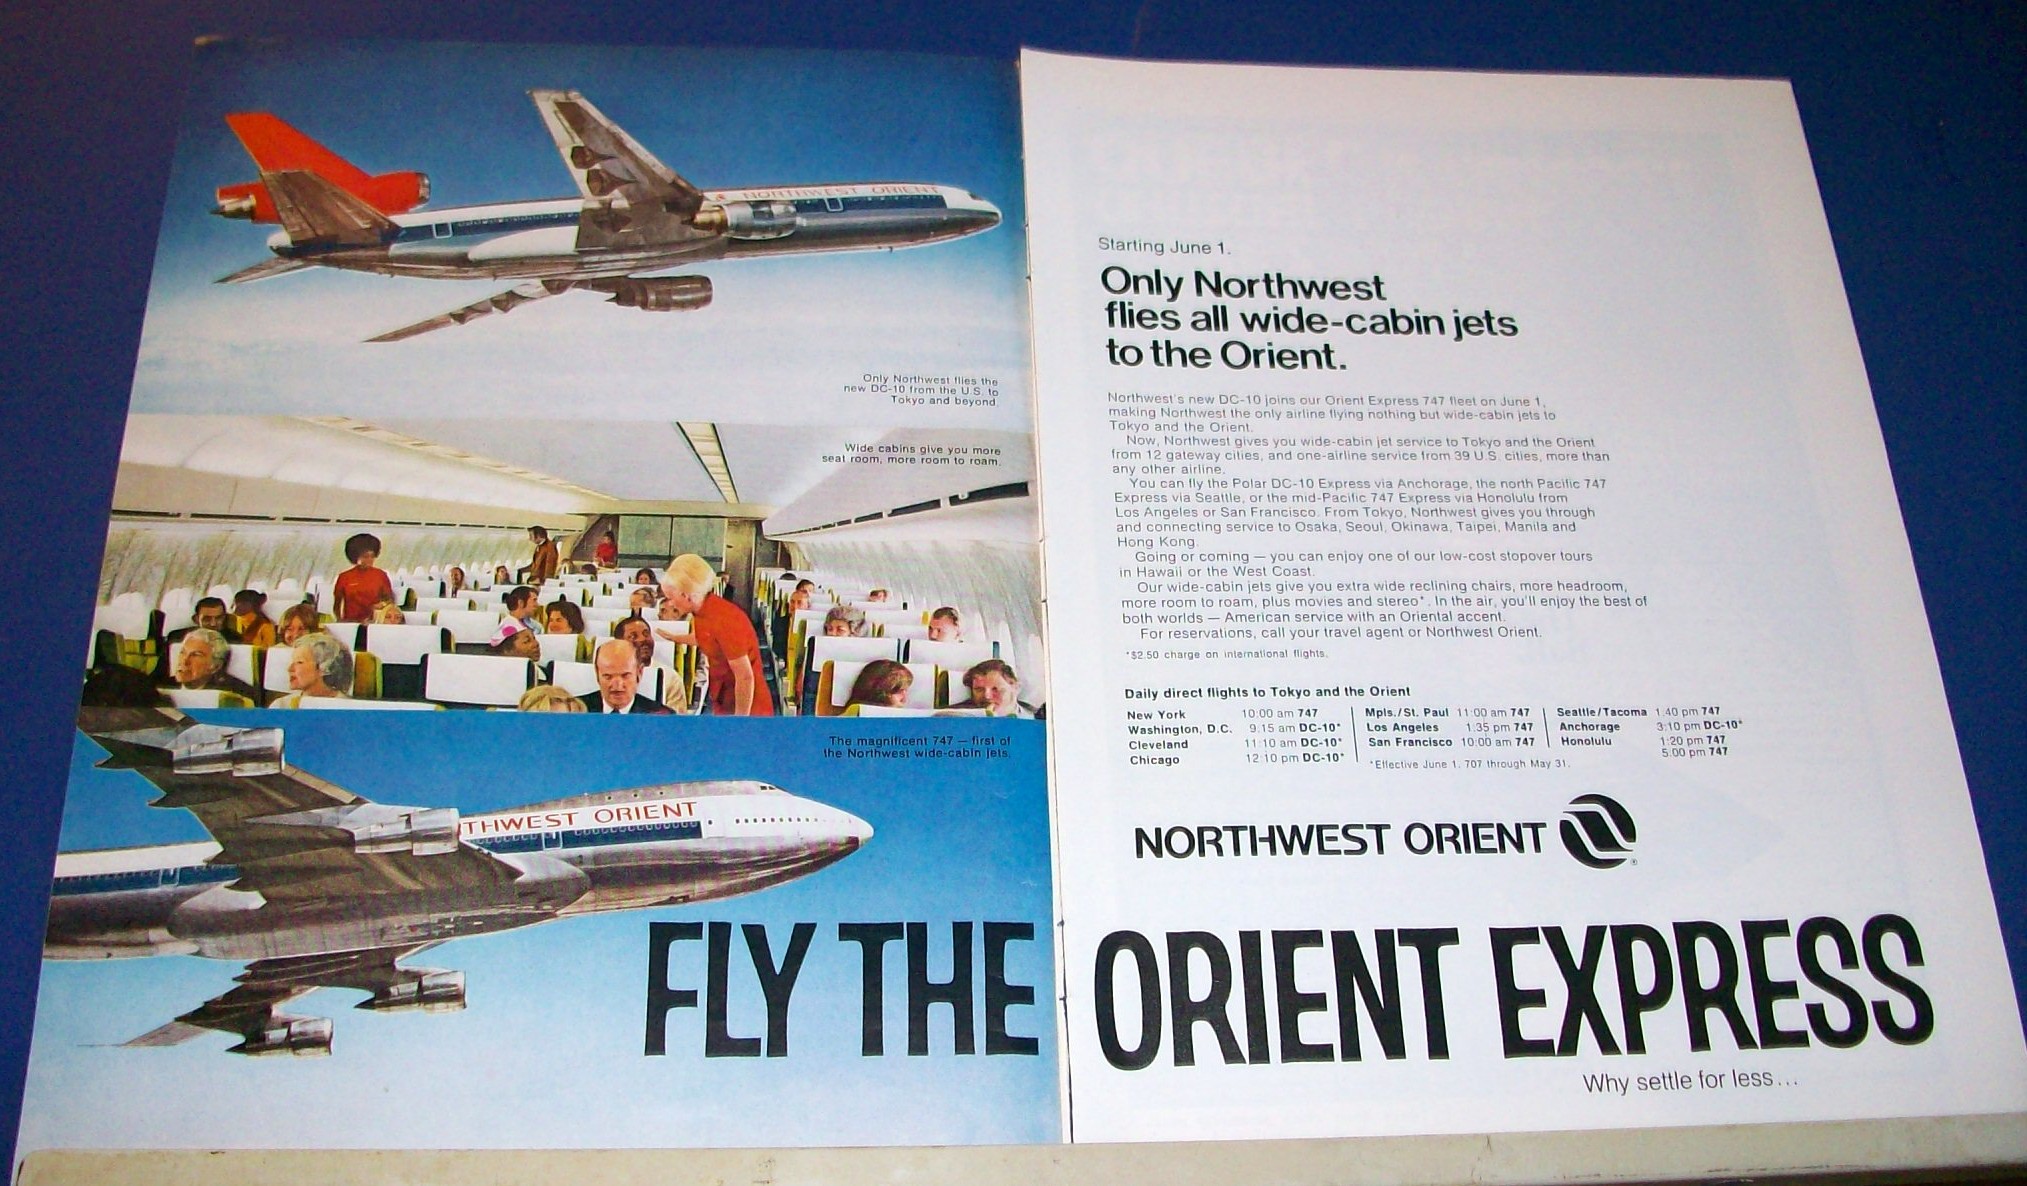 NORTHWEST ORIENT
Only Northwest flies the
new DC-10 from the U.S. to
Tokyo and beyond.
Wide cabins give you more
seat room, more room to roam.
The magnificent 747 — first of
the Northwest wide-cabin jets.
THWEST ORIENT
Starting June 1.
Only Northwest
flies all wide-cabin jets
to the Orient.
Northwest's new DC-10 joins our Orient Express 747 fleet on June 1,
making Northwest the only airline flying nothing but wide-cabin jets to
Tokyo and the Orient.
Now, Northwest gives you wide-cabin jet service to Tokyo and the Orient
from 12 gateway cities, and one-airline service from 39 U.S. cities, more than
any other airline.
You can fly the Polar DC-10 Express via Anchorage, the north Pacific 747
Express via Seattle, or the mid-Pacific 747 Express via Honolulu from
Los Angeles or San Francisco. From Tokyo, Northwest gives you through
and connecting service to Osaka, Seoul, Okinawa, Taipei, Manila and
Hong Kong.
Going or coming — you can enjoy one of our low-cost stopover tours
in Hawaii or the West Coast.
Our wide-cabin jets give you extra wide reclining chairs, more headroom,
more room to roam, plus movies and stereo*. In the air, you'll enjoy the best of
both worlds — American service with an Oriental accent.
For reservations, call your travel agent or Northwest Orient.
*$2.50 charge on international flights.
Daily direct flights to Tokyo and the Orient
New York 10:00 am 747
Washington, D.C. 9:15 am DC-10*
Cleveland 11:10 am DC-10*
Chicago 12:10 pm DC-10*
Mpls./St. Paul 11:00 am 747
Los Angeles 1:35 pm 747
San Francisco 10:00 am 747
Seattle/Tacoma 1:40 pm 747
Anchorage 3:10 pm DC-10*
Honolulu 1:20 pm 747
5:00 pm 747
*Effective June 1. 707 through May 31.
NORTHWEST ORIENT
®
FLY THE ORIENT EXPRESS
Why settle for less...